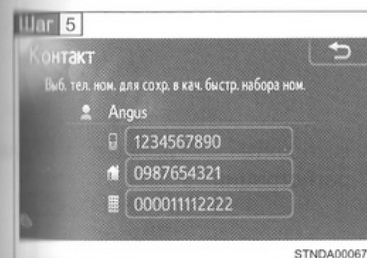 Шаг 5
Контакт
Выб. тел. ном. для сохр. в кач. быстр. набора ном.
Angus
1234567890
0987654321
000011112222
STNDA00067